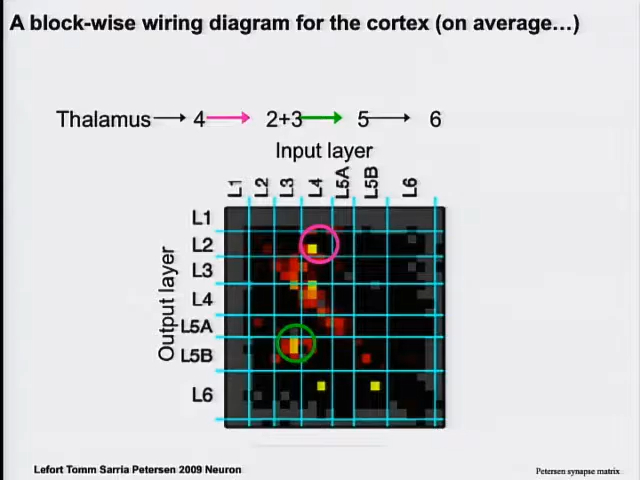 A block-wise wiring diagram for the cortex (on average…)
Thalamus 4 2+3 5 6
Input layer
L1 L2 L3 L4 L5A L5B L6
Output layer
L1
L2
L3
L4
L5A
L5B
L6
Lefort Tomm Sarria Petersen 2009 Neuron
Petersen synapse matrix